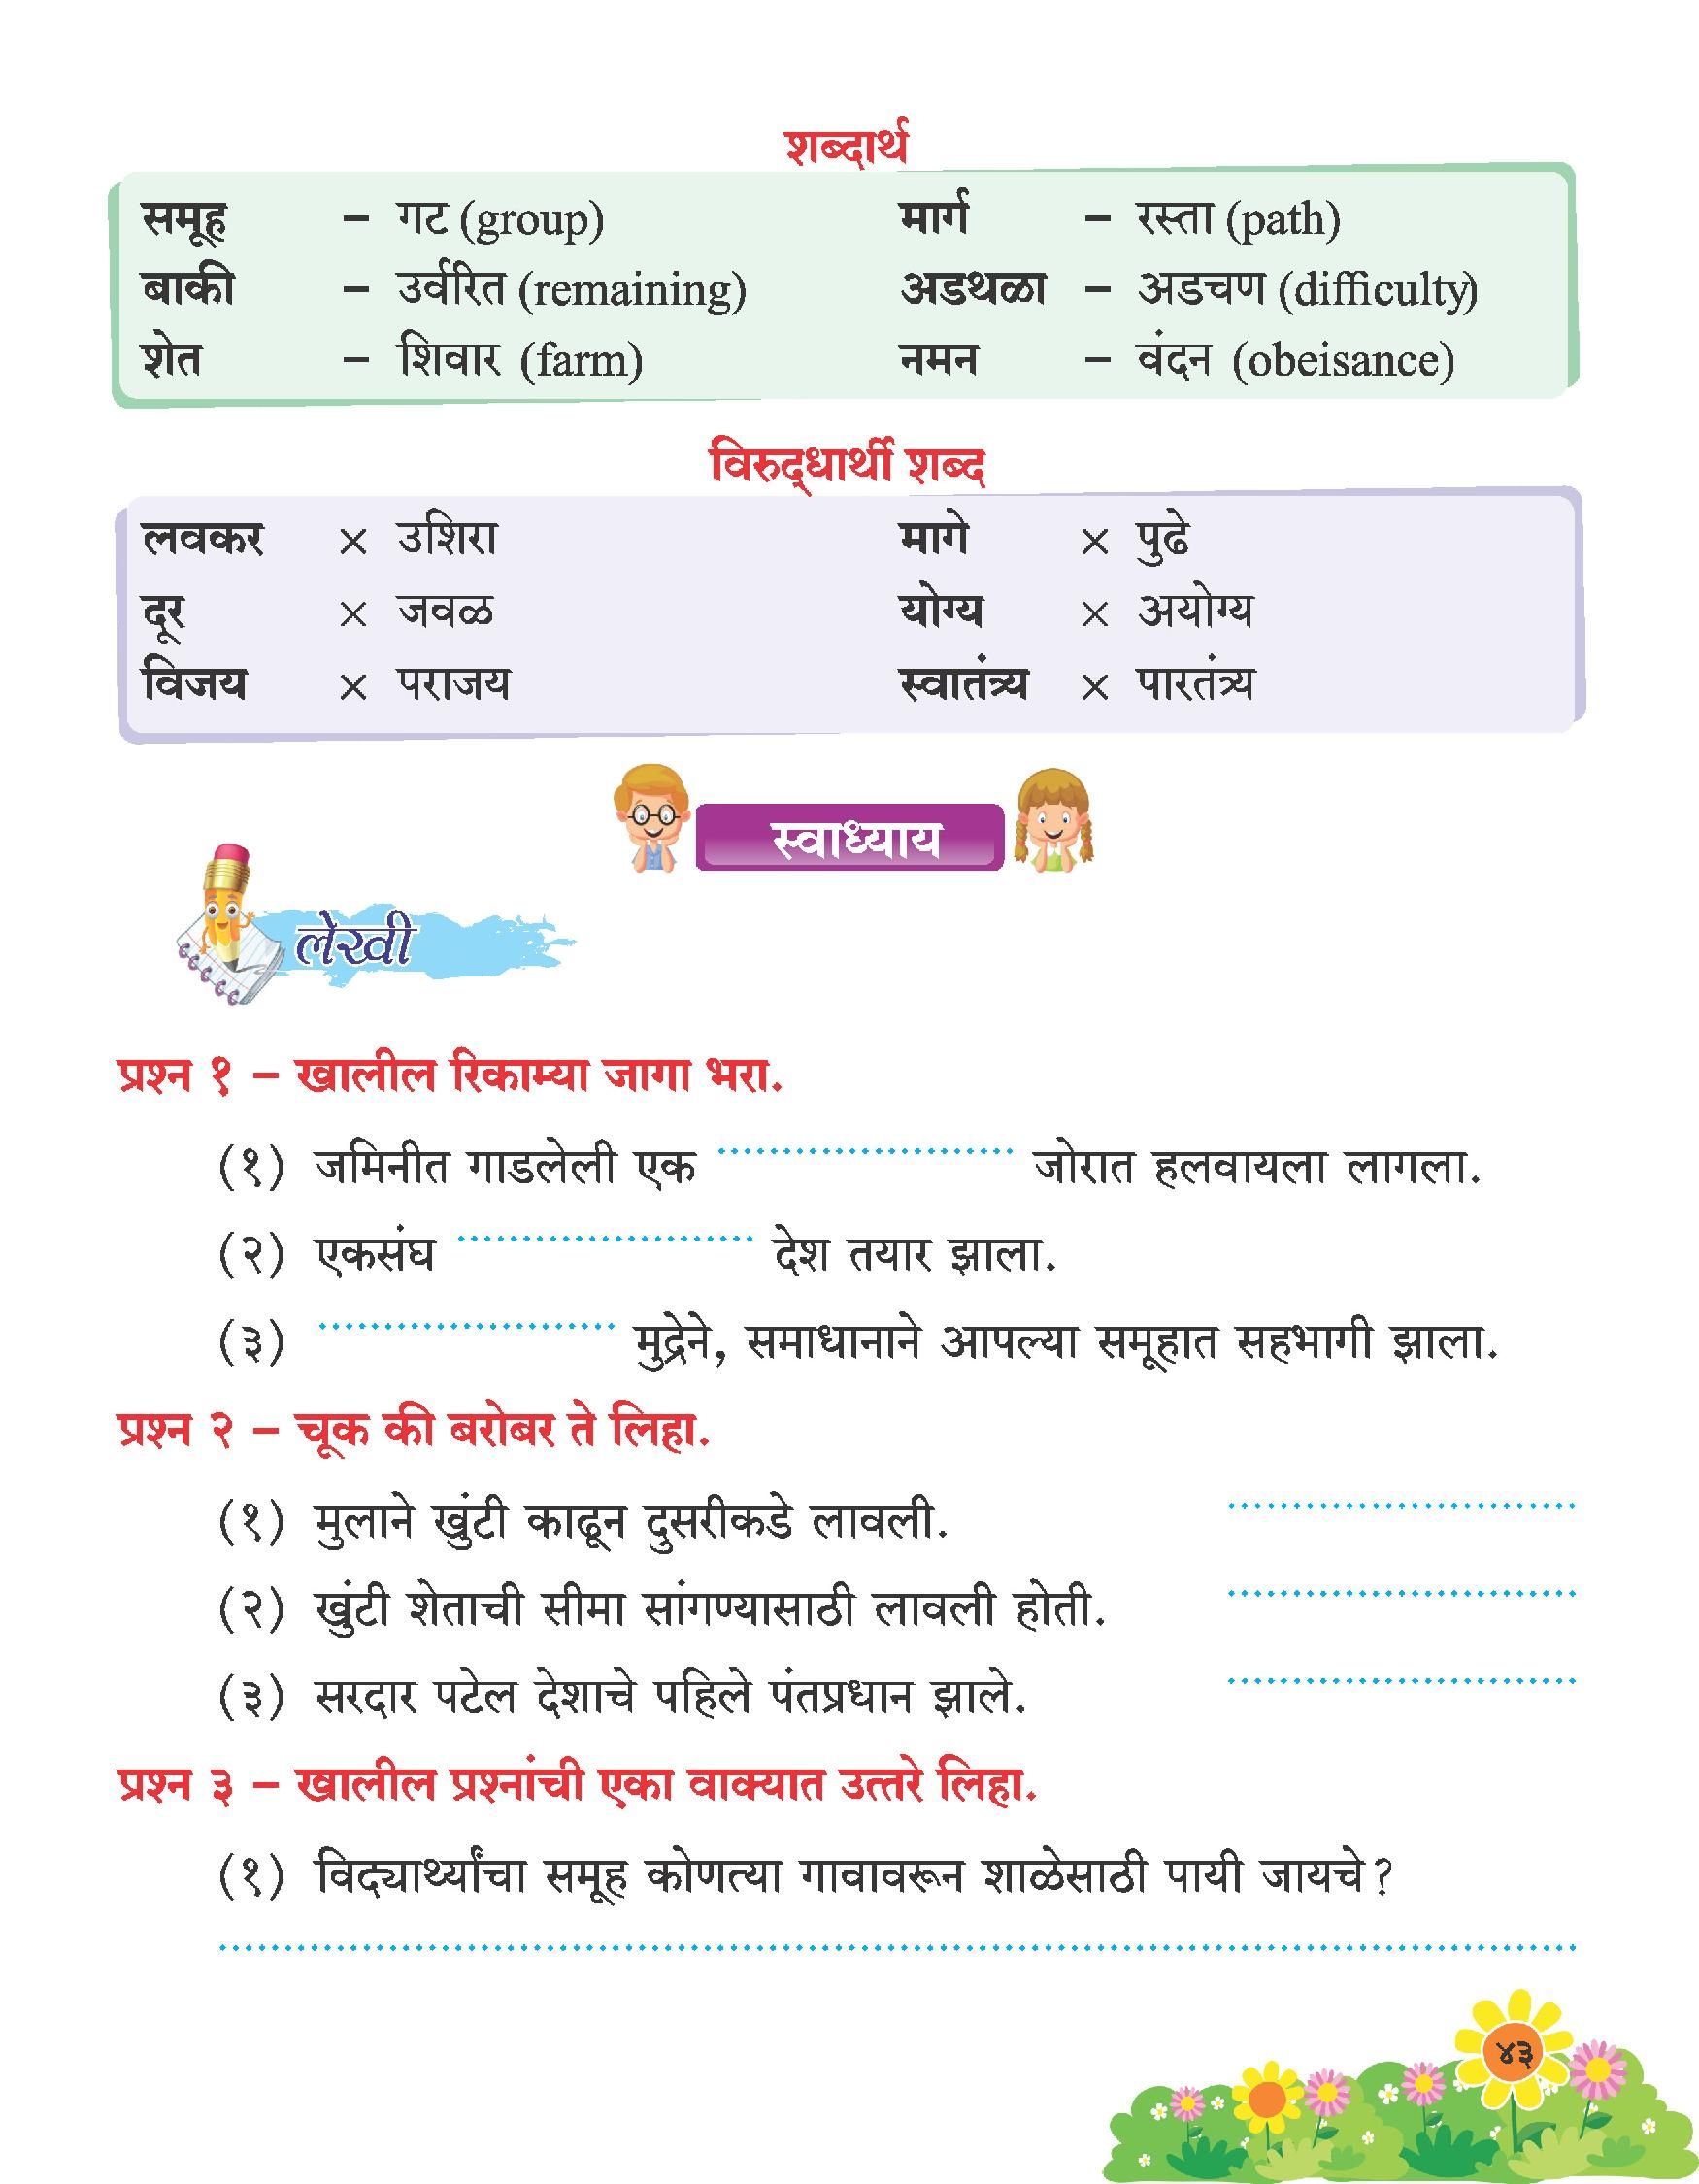 शब्दार्थ
समूह – गट (group) मार्ग – रस्ता (path)
बाकी – उर्वरित (remaining) अडथळा – अडचण (difficulty)
शेत – शिवार (farm) नमन – वंदन (obeisance)
विरुद्धार्थी शब्द
लवकर × उशिरा मागे × पुढे
दूर × जवळ योग्य × अयोग्य
विजय × पराजय स्वातंत्र्य × पारतंत्र्य
स्वाध्याय
लेखी
प्रश्न १ – खालील रिकाम्या जागा भरा.
(१) जमिनीत गाडलेली एक ........................ जोरात हलवायला लागला.
(२) एकसंघ ........................ देश तयार झाला.
(३) ........................ मुद्रेने, समाधानाने आपल्या समूहात सहभागी झाला.
प्रश्न २ – चूक की बरोबर ते लिहा.
(१) मुलाने खुंटी काढून दुसरीकडे लावली. ........................
(२) खुंटी शेताची सीमा सांगण्यासाठी लावली होती. ........................
(३) सरदार पटेल देशाचे पहिले पंतप्रधान झाले. ........................
प्रश्न ३ – खालील प्रश्नांची एका वाक्यात उत्तरे लिहा.
(१) विद्यार्थ्यांचा समूह कोणत्या गावावरून शाळेसाठी पायी जायचे?
४३